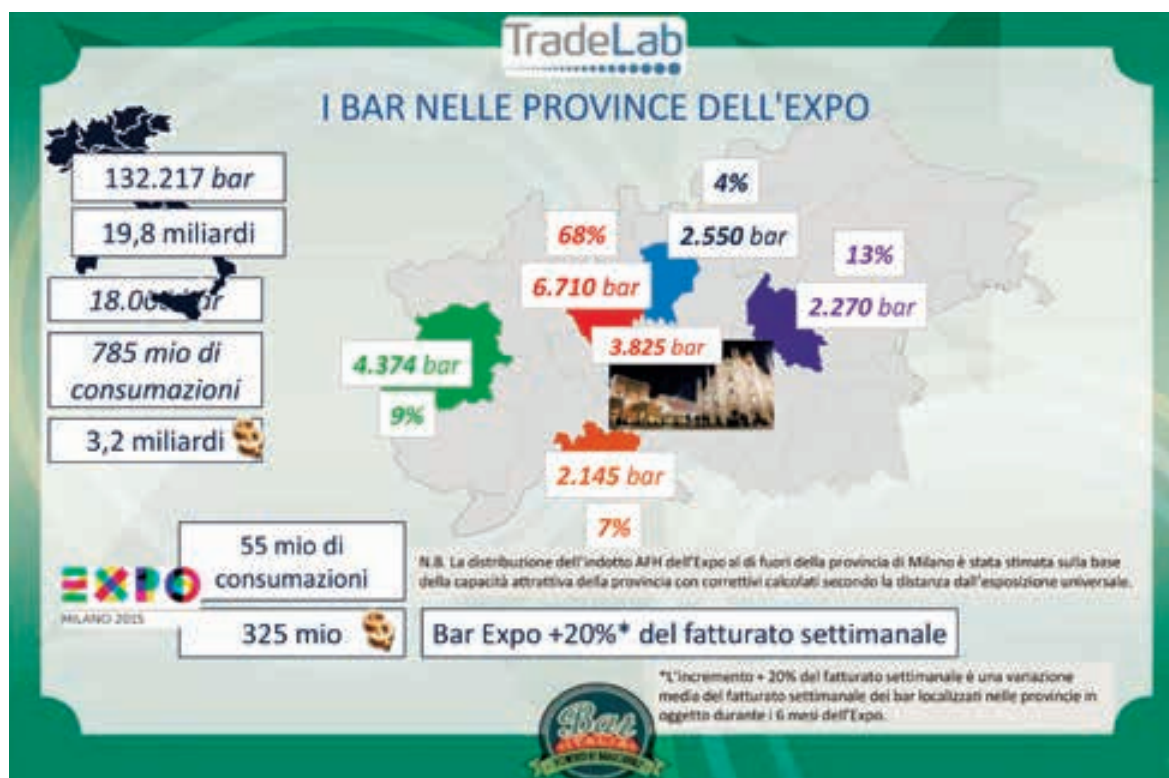 TradeLab
I BAR NELLE PROVINCE DELL'EXPO
132.217 bar
19,8 miliardi
bar
785 mio di
consumazioni
3,2 miliardi
4%
2.550 bar
68%
6.710 bar
13%
2.270 bar
3.825 bar
4.374 bar
9%
2.145 bar
7%
55 mio di
consumazioni
EXPO
MILANO 2015
325 mio
N.B. La distribuzione dell'indotto AFH dell'Expo al di fuori della provincia di Milano è stata stimata sulla base
della capacità attrattiva della provincia con correttivi calcolati secondo la distanza dall'esposizione universale.
Bar Expo +20%* del fatturato settimanale
*L'incremento + 20% del fatturato settimanale è una variazione
media del fatturato settimanale dei bar localizzati nelle provincie in
oggetto durante i 6 mesi dell'Expo.
Bar